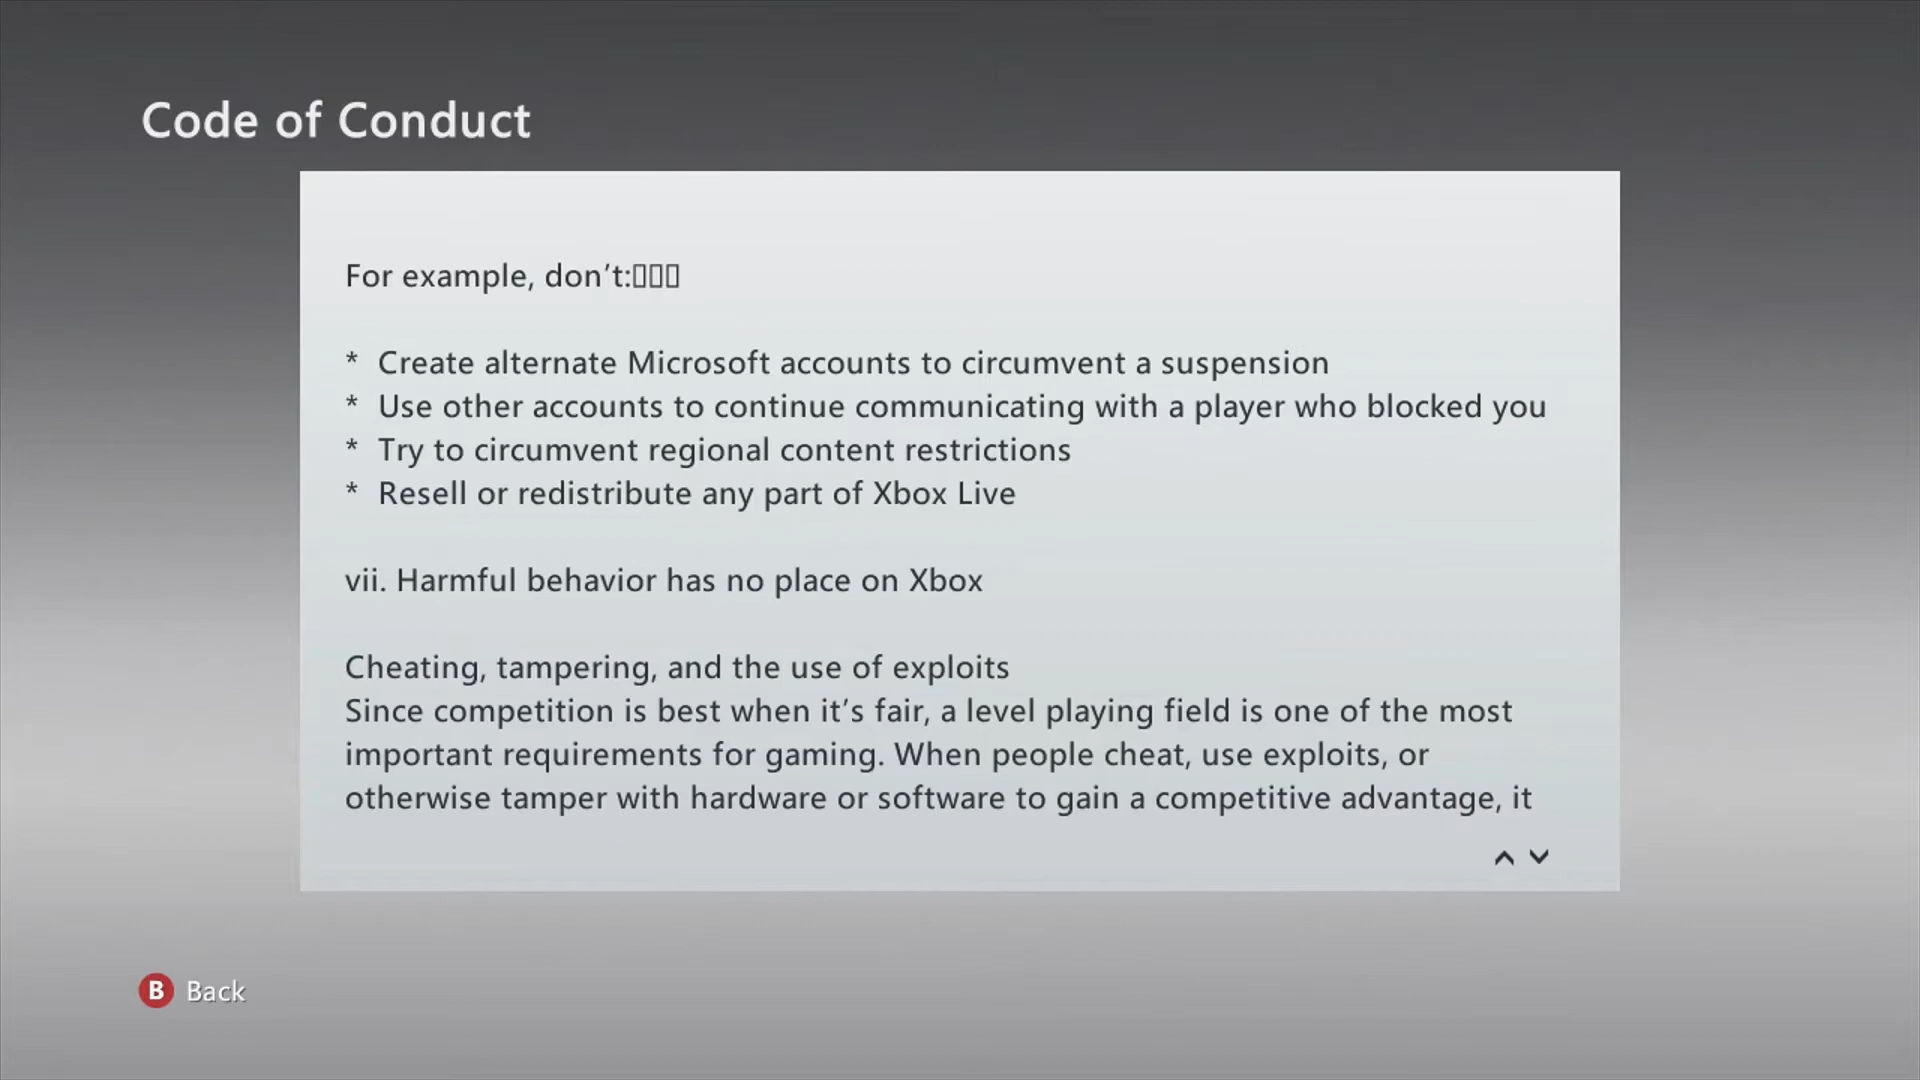 Code of Conduct
For example, don’t:▯▯▯
* Create alternate Microsoft accounts to circumvent a suspension
* Use other accounts to continue communicating with a player who blocked you
* Try to circumvent regional content restrictions
* Resell or redistribute any part of Xbox Live
vii. Harmful behavior has no place on Xbox
Cheating, tampering, and the use of exploits
Since competition is best when it’s fair, a level playing field is one of the most
important requirements for gaming. When people cheat, use exploits, or
otherwise tamper with hardware or software to gain a competitive advantage, it
B Back